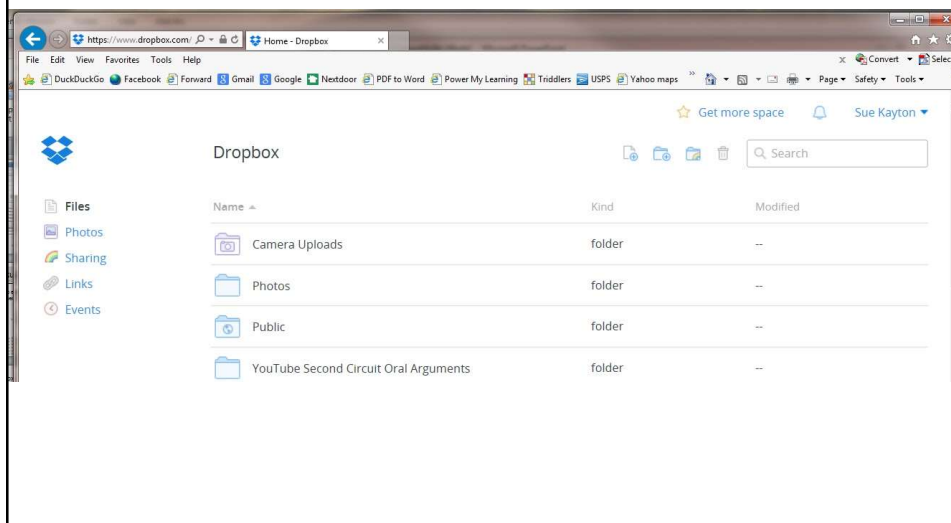 https://www.dropbox.com/ Home - Dropbox
File Edit View Favorites Tools Help x Convert Selec
DuckDuckGo Facebook Forward Gmail Google Nextdoor PDF to Word Power My Learning Triddlers USPS Yahoo maps » Page Safety Tools
Get more space Sue Kayton
Dropbox Search
Files Name Kind Modified
Photos
Camera Uploads folder --
Sharing
Links Photos folder --
Events
Public folder --
YouTube Second Circuit Oral Arguments folder --